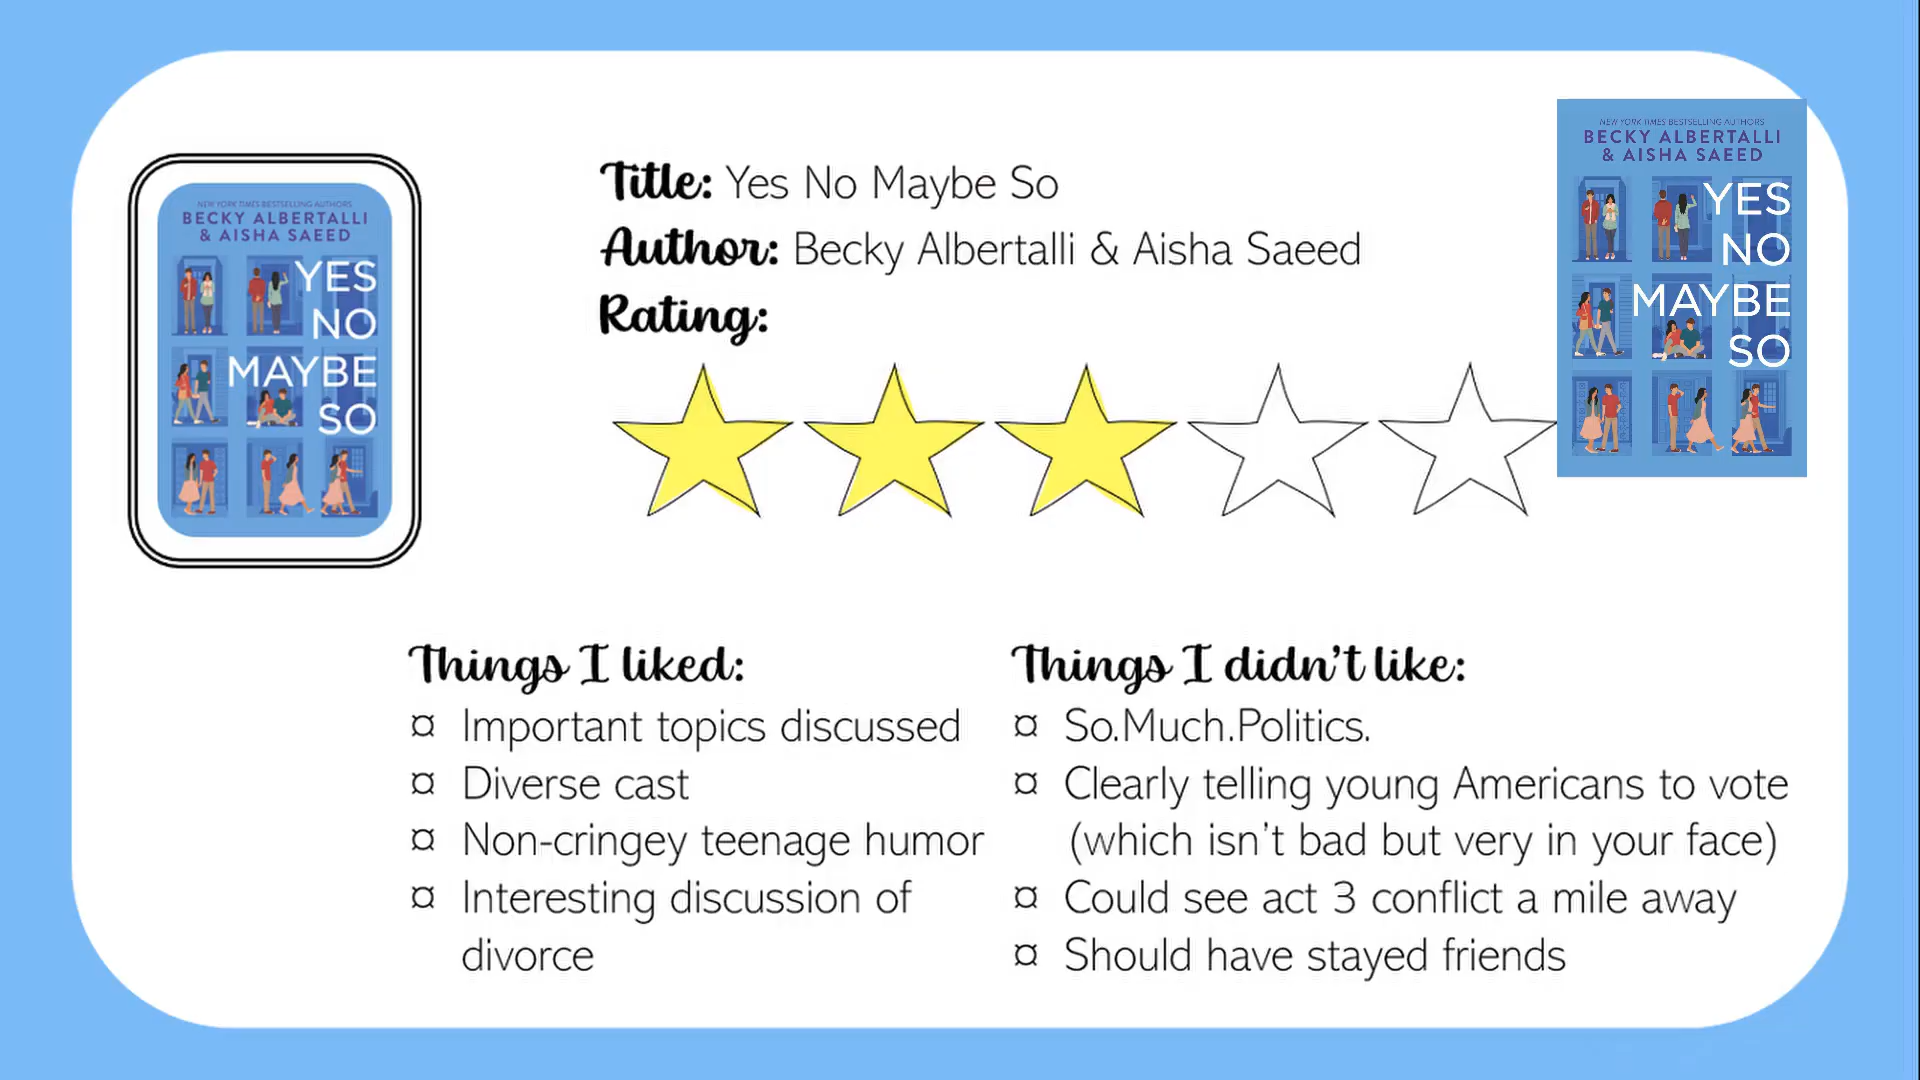 Title: Yes No Maybe So
Author: Becky Albertalli & Aisha Saeed
Rating:
NEW YORK TIMES BESTSELLING AUTHORS
BECKY ALBERTALLI
& AISHA SAEED
YES
NO
MAYBE
SO
NEW YORK TIMES BESTSELLING AUTHORS
BECKY ALBERTALLI
& AISHA SAEED
YES
NO
MAYBE
SO
Things I liked:
¤ Important topics discussed
¤ Diverse cast
¤ Non-cringey teenage humor
¤ Interesting discussion of
divorce
Things I didn't like:
¤ So.Much.Politics.
¤ Clearly telling young Americans to vote
(which isn't bad but very in your face)
¤ Could see act 3 conflict a mile away
¤ Should have stayed friends